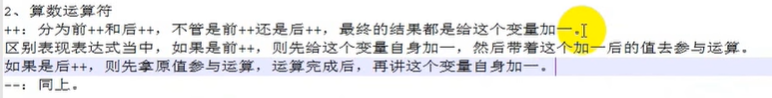 2、算数运算符
++：分为前++和后++，不管是前++还是后++，最终的结果都是给这个变量加一。
区别表现表达式当中，如果是前++，则先给这个变量自身加一，然后带着这个加一后的值去参与运算。
如果是后++，则先拿原值参与运算，运算完成后，再讲这个变量自身加一。
--：同上。